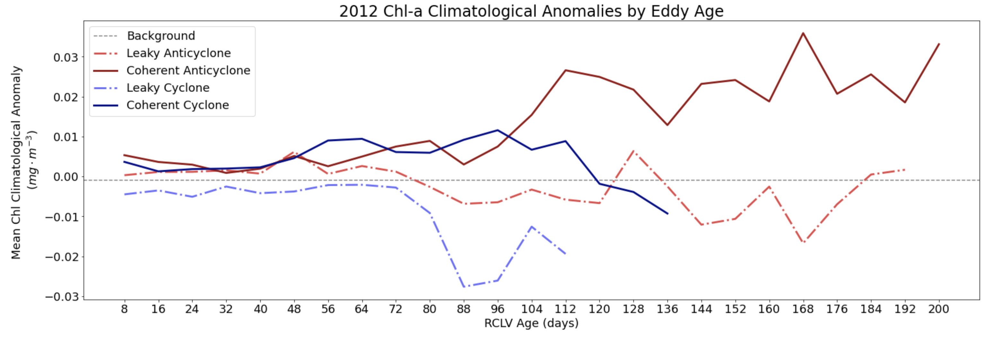 2012 Chl-a Climatological Anomalies by Eddy Age
Background
Leaky Anticyclone
Coherent Anticyclone
Leaky Cyclone
Coherent Cyclone
Mean Chl Climatological Anomaly
(mg · m⁻³)
0.03
0.02
0.01
0.00
−0.01
−0.02
−0.03
8 16 24 32 40 48 56 64 72 80 88 96 104 112 120 128 136 144 152 160 168 176 184 192 200
RCLV Age (days)